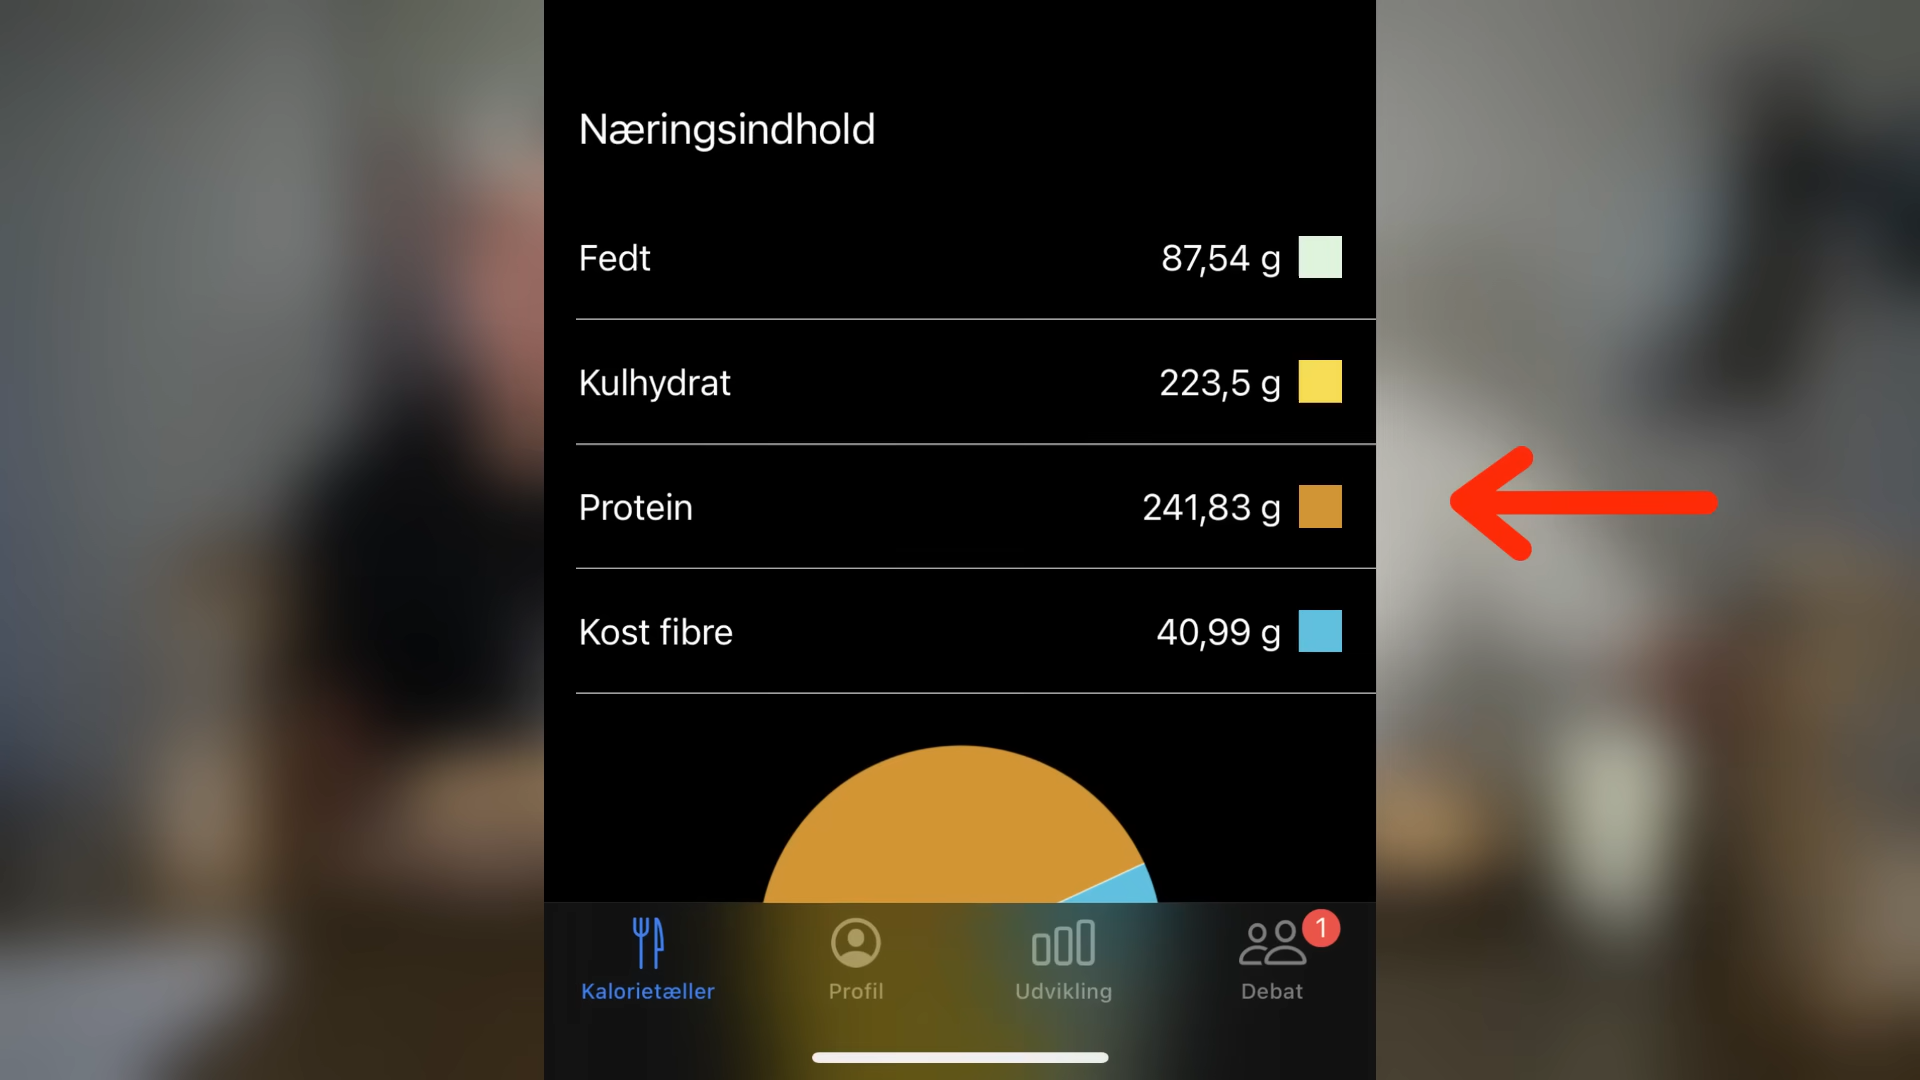 Næringsindhold
Fedt 87,54 g
Kulhydrat 223,5 g
Protein 241,83 g
Kost fibre 40,99 g
1
Kalorietæller Profil Udvikling Debat